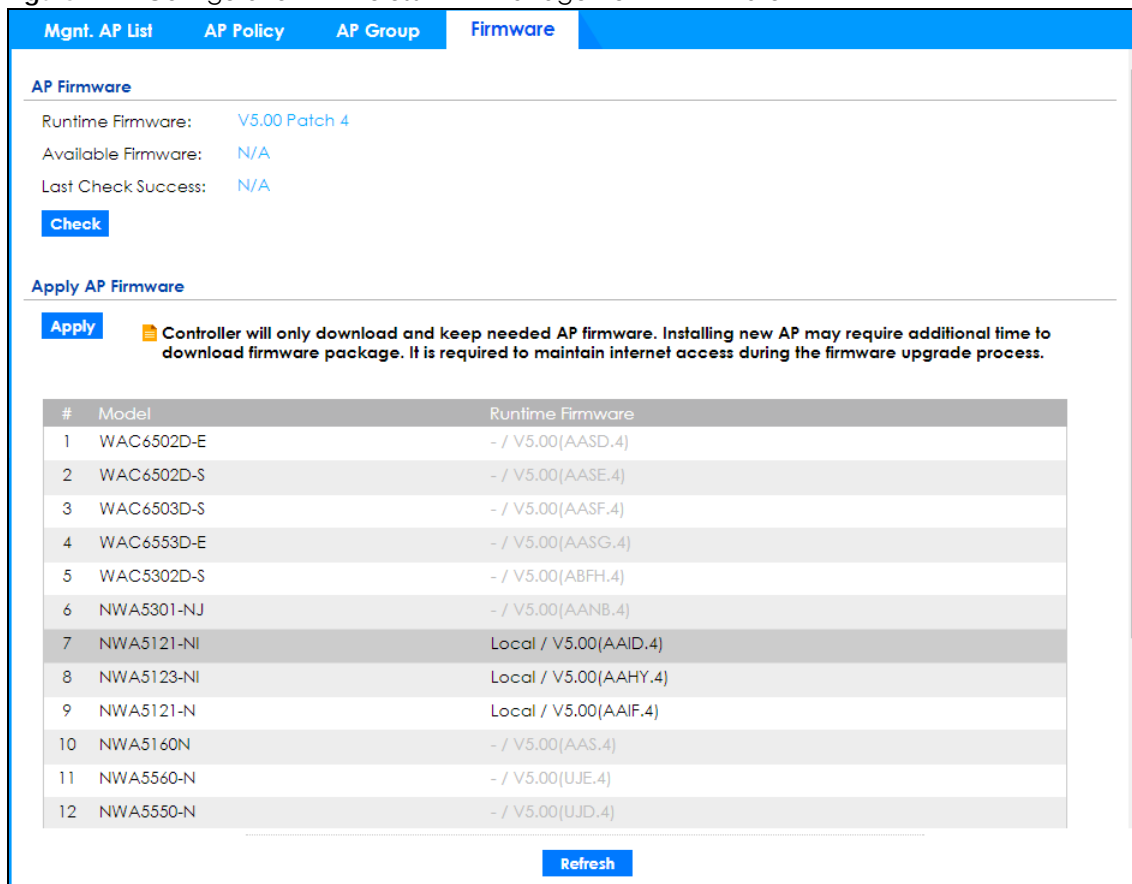 Mgnt. AP List AP Policy AP Group Firmware
AP Firmware
Runtime Firmware: V5.00 Patch 4
Available Firmware: N/A
Last Check Success: N/A
Check
Apply AP Firmware
Apply
Controller will only download and keep needed AP firmware. Installing new AP may require additional time to
download firmware package. It is required to maintain internet access during the firmware upgrade process.
# Model Runtime Firmware
1 WAC6502D-E - / V5.00(AASD.4)
2 WAC6502D-S - / V5.00(AASE.4)
3 WAC6503D-S - / V5.00(AASF.4)
4 WAC6553D-E - / V5.00(AASG.4)
5 WAC5302D-S - / V5.00(ABFH.4)
6 NWA5301-NJ - / V5.00(AANB.4)
7 NWA5121-NI Local / V5.00(AAID.4)
8 NWA5123-NI Local / V5.00(AAHY.4)
9 NWA5121-N Local / V5.00(AAIF.4)
10 NWA5160N - / V5.00(AAS.4)
11 NWA5560-N - / V5.00(UJE.4)
12 NWA5550-N - / V5.00(UJD.4)
Refresh